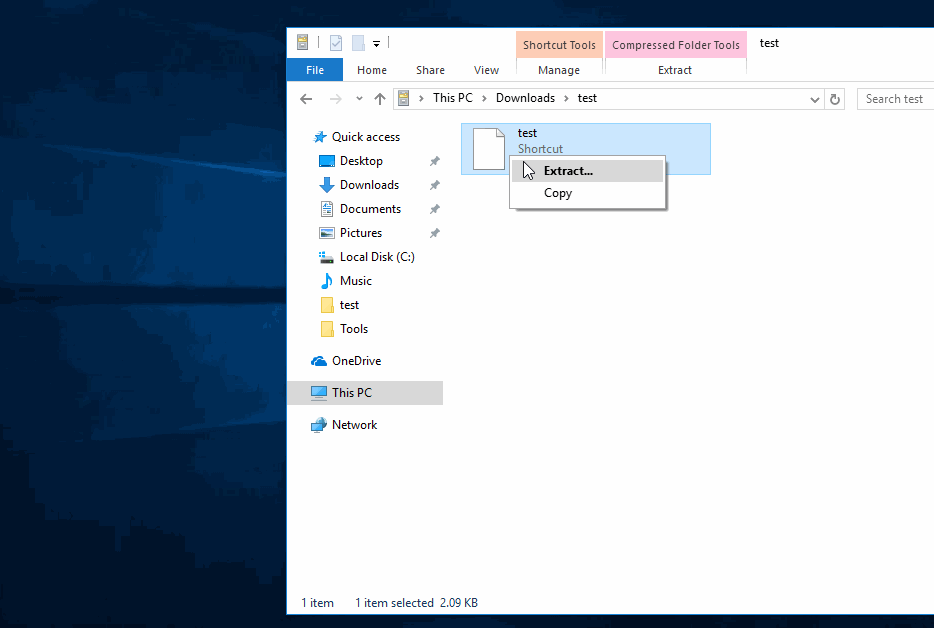 Shortcut Tools Compressed Folder Tools test
File Home Share View Manage Extract
This PC Downloads test Search test
Quick access
Desktop
Downloads
Documents
Pictures
Local Disk (C:)
Music
test
Tools
OneDrive
This PC
Network
test
Shortcut
Extract...
Copy
1 item 1 item selected 2.09 KB